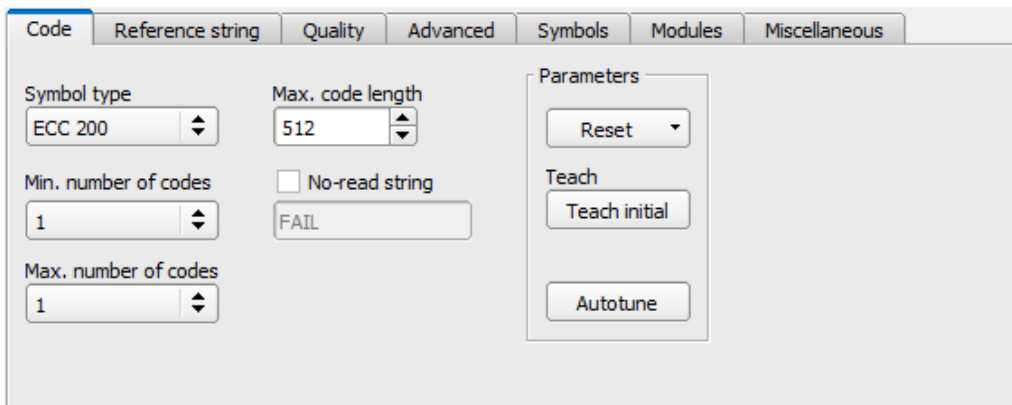 Code Reference string Quality Advanced Symbols Modules Miscellaneous
Symbol type
ECC 200
Min. number of codes
1
Max. number of codes
1
Max. code length
512
No-read string
FAIL
Parameters
Reset
Teach
Teach initial
Autotune